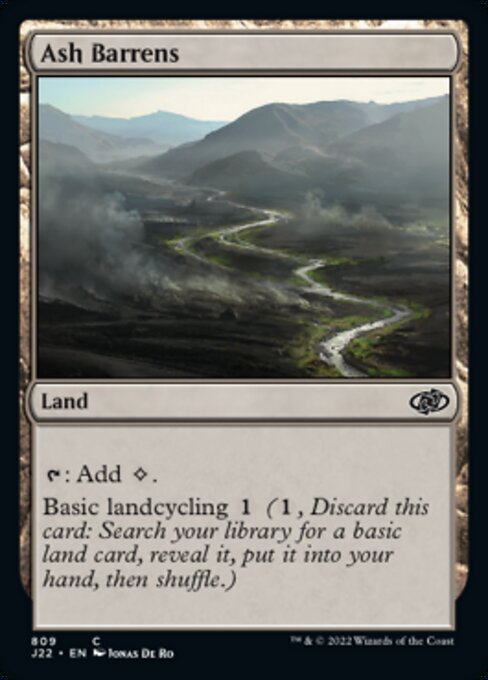 Ash Barrens
Land
: Add .
Basic landcycling 1 (1, Discard this
card: Search your library for a basic
land card, reveal it, put it into your
hand, then shuffle.)
809 C
J22 • EN Jonas De Ro
™ & © 2022 Wizards of the Coast